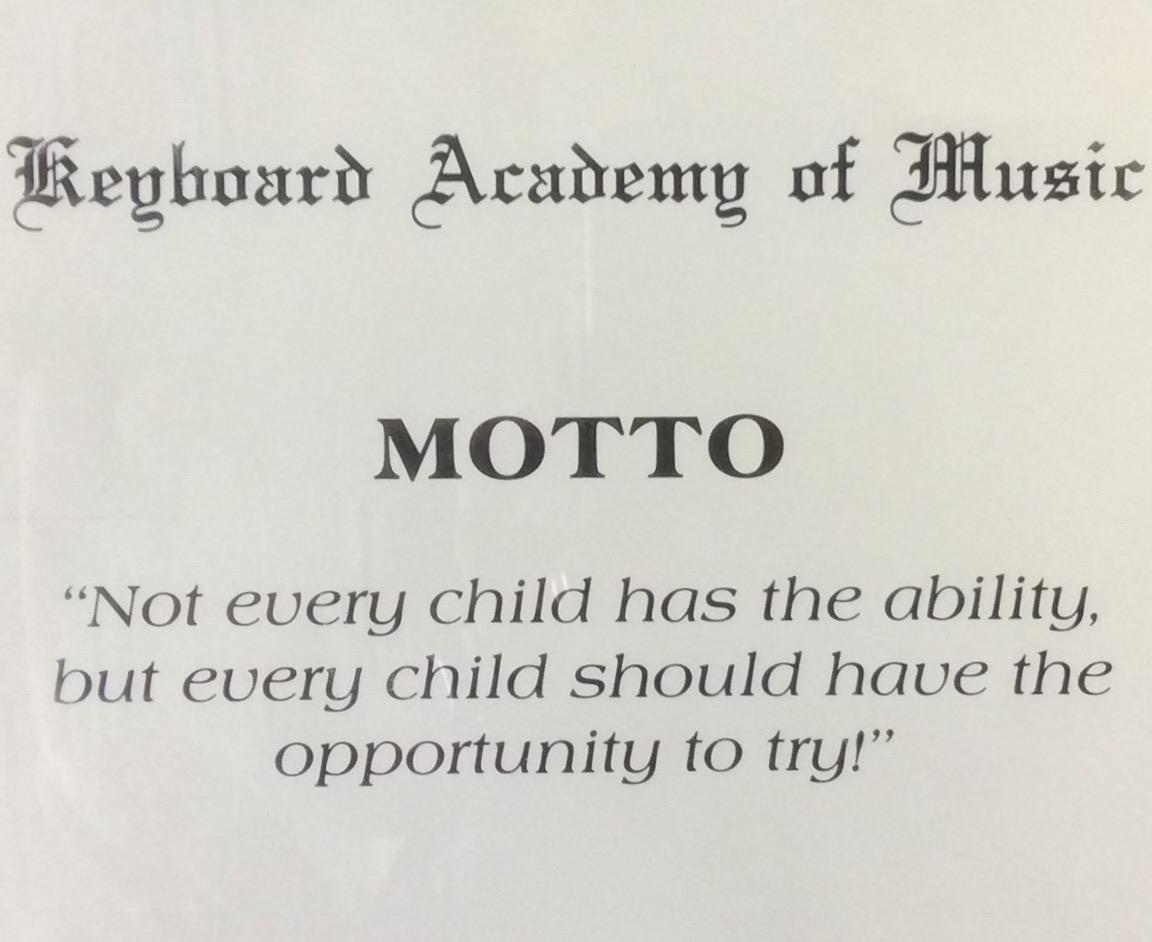 Keyboard Academy of Music
MOTTO
“Not every child has the ability,
but every child should have the
opportunity to try!”